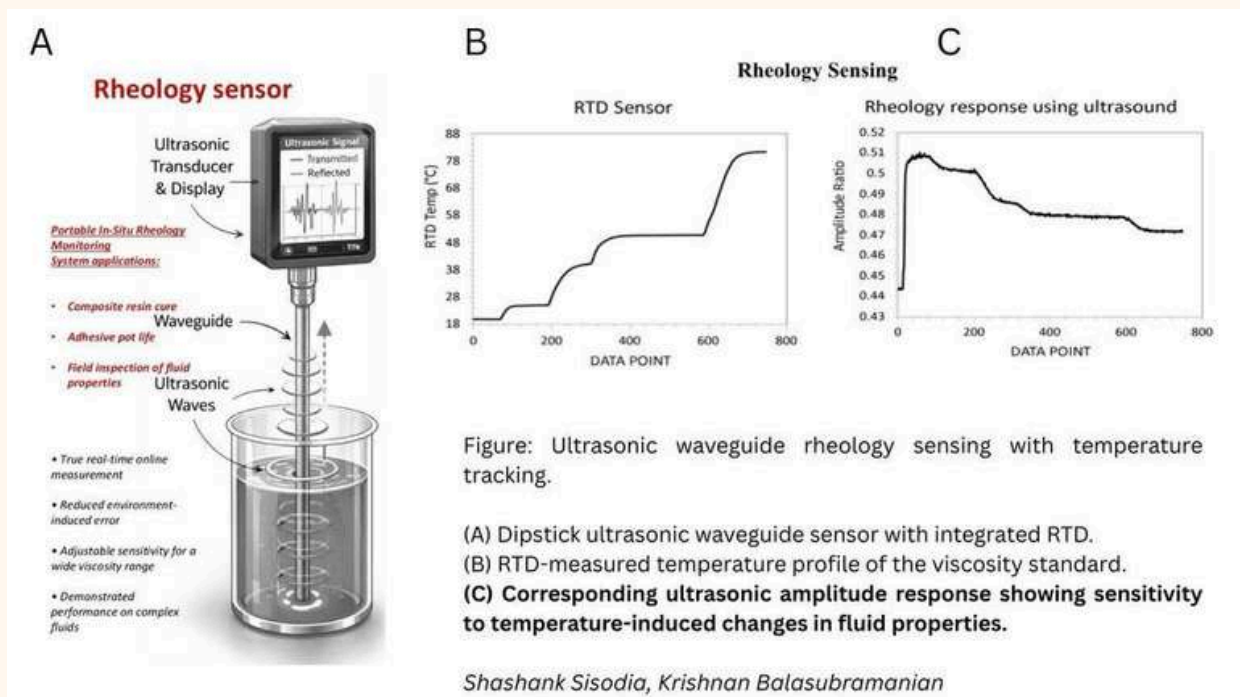 A
B
C
Rheology sensor
Ultrasonic
Transducer
& Display
Ultrasonic Signal
Transmitted
Reflected
Portable In-Situ Rheology
Monitoring
System applications:
• Composite resin cure
Waveguide
• Adhesive pot life
• Field inspection of fluid
properties
Ultrasonic
Waves
• True real-time online
measurement
• Reduced environment-
induced error
• Adjustable sensitivity for a
wide viscosity range
• Demonstrated
performance on complex
fluids
Rheology Sensing
RTD Sensor
RTD Temp (°C)
88
78
68
58
48
38
28
18
0 200 400 600 800
DATA POINT
Rheology response using ultrasound
Amplitude Ratio
0.52
0.51
0.5
0.49
0.48
0.47
0.46
0.45
0.44
0.43
0 200 400 600 800
DATA POINT
Figure: Ultrasonic waveguide rheology sensing with temperature
tracking.
(A) Dipstick ultrasonic waveguide sensor with integrated RTD.
(B) RTD-measured temperature profile of the viscosity standard.
(C) Corresponding ultrasonic amplitude response showing sensitivity
to temperature-induced changes in fluid properties.
Shashank Sisodia, Krishnan Balasubramanian